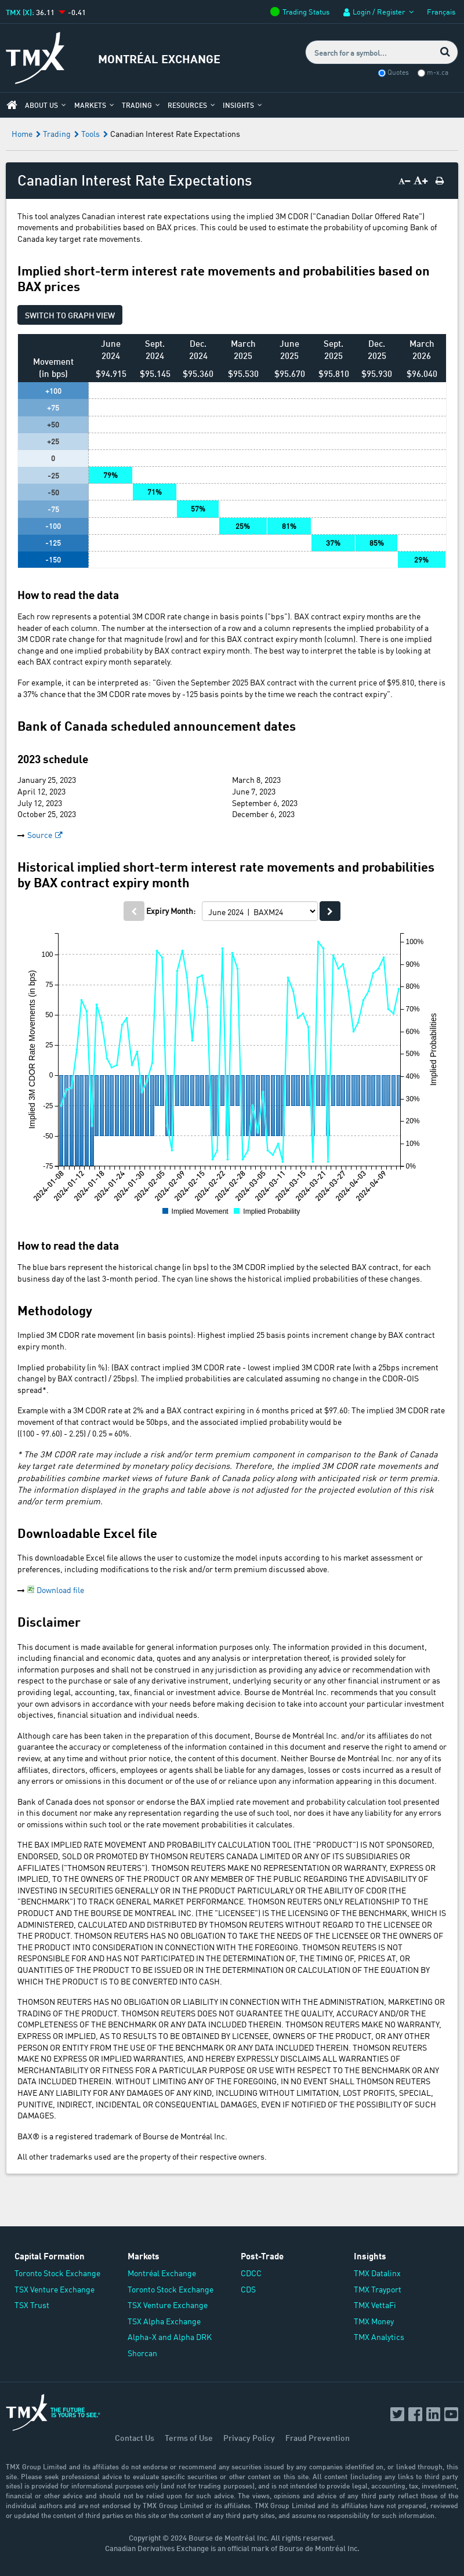 TMX (X): 36.11 -0.41
Trading Status
Login / Register
Français
TMX
MONTRÉAL EXCHANGE
Search for a symbol...
Quotes
m-x.ca
ABOUT US
MARKETS
TRADING
RESOURCES
INSIGHTS
Home > Trading > Tools > Canadian Interest Rate Expectations
Canadian Interest Rate Expectations
A- A+
This tool analyzes Canadian interest rate expectations using the implied 3M CDOR ("Canadian Dollar Offered Rate")
movements and probabilities based on BAX prices. This could be used to estimate the probability of upcoming Bank of
Canada key target rate movements.
Implied short-term interest rate movements and probabilities based on
BAX prices
SWITCH TO GRAPH VIEW
Movement (in bps) June 2024 Sept. 2024 Dec. 2024 March 2025 June 2025 Sept. 2025 Dec. 2025 March 2026
$94.915 $95.145 $95.360 $95.530 $95.670 $95.810 $95.930 $96.040
+100
+75
+50
+25
0
-25 79%
-50 71%
-75 57%
-100 25% 81%
-125 37% 85%
-150 29%
How to read the data
Each row represents a potential 3M CDOR rate change in basis points ("bps"). BAX contract expiry months are the
header of each column. The number at the intersection of a row and a column represents the implied probability of a
3M CDOR rate change for that magnitude (row) and for this BAX contract expiry month (column). There is one implied
change and one implied probability by BAX contract expiry month. The best way to interpret the table is by looking at
each BAX contract expiry month separately.
For example, it can be interpreted as: "Given the September 2025 BAX contract with the current price of $95.810, there is
a 37% chance that the 3M CDOR rate moves by -125 basis points by the time we reach the contract expiry".
Bank of Canada scheduled announcement dates
2023 schedule
January 25, 2023
April 12, 2023
July 12, 2023
October 25, 2023
March 8, 2023
June 7, 2023
September 6, 2023
December 6, 2023
Source
Historical implied short-term interest rate movements and probabilities
by BAX contract expiry month
Expiry Month: June 2024 | BAXM24
Implied 3M CDOR Rate Movements (in bps)
100
75
50
25
0
-25
-50
-75
Implied Probabilities
100%
90%
80%
70%
60%
50%
40%
30%
20%
10%
0%
2024-01-08
2024-01-12
2024-01-18
2024-01-24
2024-01-30
2024-02-05
2024-02-09
2024-02-15
2024-02-22
2024-02-28
2024-03-05
2024-03-11
2024-03-15
2024-03-21
2024-03-27
2024-04-03
2024-04-09
Implied Movement
Implied Probability
How to read the data
The blue bars represent the historical change (in bps) to the 3M CDOR implied by the selected BAX contract, for each
business day of the last 3-month period. The cyan line shows the historical implied probabilities of these changes.
Methodology
Implied 3M CDOR rate movement (in basis points): Highest implied 25 basis points increment change by BAX contract
expiry month.
Implied probability (in %): (BAX contract implied 3M CDOR rate - lowest implied 3M CDOR rate (with a 25bps increment
change) by BAX contract) / 25bps). The implied probabilities are calculated assuming no change in the CDOR-OIS
spread*.
Example with a 3M CDOR rate at 2% and a BAX contract expiring in 6 months priced at $97.60: The implied 3M CDOR rate
movement of that contract would be 50bps, and the associated implied probability would be
((100 - 97.60) - 2.25) / 0.25 = 60%.
* The 3M CDOR rate may include a risk and/or term premium component in comparison to the Bank of Canada
key target rate determined by monetary policy decisions. Therefore, the implied 3M CDOR rate movements and
probabilities combine market views of future Bank of Canada policy along with anticipated risk or term premia.
The information displayed in the graphs and table above is not adjusted for the projected evolution of this risk
and/or term premium.
Downloadable Excel file
This downloadable Excel file allows the user to customize the model inputs according to his market assessment or
preferences, including modifications to the risk and/or term premium discussed above.
Download file
Disclaimer
This document is made available for general information purposes only. The information provided in this document,
including financial and economic data, quotes and any analysis or interpretation thereof, is provided solely for
information purposes and shall not be construed in any jurisdiction as providing any advice or recommendation with
respect to the purchase or sale of any derivative instrument, underlying security or any other financial instrument or as
providing legal, accounting, tax, financial or investment advice. Bourse de Montréal Inc. recommends that you consult
your own advisors in accordance with your needs before making decision to take into account your particular investment
objectives, financial situation and individual needs.
Although care has been taken in the preparation of this document, Bourse de Montréal Inc. and/or its affiliates do not
guarantee the accuracy or completeness of the information contained in this document and reserve the right to amend or
review, at any time and without prior notice, the content of this document. Neither Bourse de Montréal Inc. nor any of its
affiliates, directors, officers, employees or agents shall be liable for any damages, losses or costs incurred as a result of
any errors or omissions in this document or of the use of or reliance upon any information appearing in this document.
Bank of Canada does not sponsor or endorse the BAX implied rate movement and probability calculation tool presented
in this document nor make any representation regarding the use of such tool, nor does it have any liability for any errors
or omissions within such tool or the rate movement probabilities it calculates.
THE BAX IMPLIED RATE MOVEMENT AND PROBABILITY CALCULATION TOOL (THE "PRODUCT") IS NOT SPONSORED,
ENDORSED, SOLD OR PROMOTED BY THOMSON REUTERS CANADA LIMITED OR ANY OF ITS SUBSIDIARIES OR
AFFILIATES ("THOMSON REUTERS"). THOMSON REUTERS MAKE NO REPRESENTATION OR WARRANTY, EXPRESS OR
IMPLIED, TO THE OWNERS OF THE PRODUCT OR ANY MEMBER OF THE PUBLIC REGARDING THE ADVISABILITY OF
INVESTING IN SECURITIES GENERALLY OR IN THE PRODUCT PARTICULARLY OR THE ABILITY OF CDOR (THE
"BENCHMARK") TO TRACK GENERAL MARKET PERFORMANCE. THOMSON REUTERS ONLY RELATIONSHIP TO THE
PRODUCT AND THE BOURSE DE MONTREAL INC. (THE "LICENSEE") IS THE LICENSING OF THE BENCHMARK, WHICH IS
ADMINISTERED, CALCULATED AND DISTRIBUTED BY THOMSON REUTERS WITHOUT REGARD TO THE LICENSEE OR
THE PRODUCT. THOMSON REUTERS HAS NO OBLIGATION TO TAKE THE NEEDS OF THE LICENSEE OR THE OWNERS OF
THE PRODUCT INTO CONSIDERATION IN CONNECTION WITH THE FOREGOING. THOMSON REUTERS IS NOT
RESPONSIBLE FOR AND HAS NOT PARTICIPATED IN THE DETERMINATION OF, THE TIMING OF, PRICES AT, OR
QUANTITIES OF THE PRODUCT TO BE ISSUED OR IN THE DETERMINATION OR CALCULATION OF THE EQUATION BY
WHICH THE PRODUCT IS TO BE CONVERTED INTO CASH.
THOMSON REUTERS HAS NO OBLIGATION OR LIABILITY IN CONNECTION WITH THE ADMINISTRATION, MARKETING OR
TRADING OF THE PRODUCT. THOMSON REUTERS DOES NOT GUARANTEE THE QUALITY, ACCURACY AND/OR THE
COMPLETENESS OF THE BENCHMARK OR ANY DATA INCLUDED THEREIN. THOMSON REUTERS MAKE NO WARRANTY,
EXPRESS OR IMPLIED, AS TO RESULTS TO BE OBTAINED BY LICENSEE, OWNERS OF THE PRODUCT, OR ANY OTHER
PERSON OR ENTITY FROM THE USE OF THE BENCHMARK OR ANY DATA INCLUDED THEREIN. THOMSON REUTERS
MAKE NO EXPRESS OR IMPLIED WARRANTIES, AND HEREBY EXPRESSLY DISCLAIMS ALL WARRANTIES OF
MERCHANTABILITY OR FITNESS FOR A PARTICULAR PURPOSE OR USE WITH RESPECT TO THE BENCHMARK OR ANY
DATA INCLUDED THEREIN. WITHOUT LIMITING ANY OF THE FOREGOING, IN NO EVENT SHALL THOMSON REUTERS
HAVE ANY LIABILITY FOR ANY DAMAGES OF ANY KIND, INCLUDING WITHOUT LIMITATION, LOST PROFITS, SPECIAL,
PUNITIVE, INDIRECT, INCIDENTAL OR CONSEQUENTIAL DAMAGES, EVEN IF NOTIFIED OF THE POSSIBILITY OF SUCH
DAMAGES.
BAX® is a registered trademark of Bourse de Montréal Inc.
All other trademarks used are the property of their respective owners.
Capital Formation
Toronto Stock Exchange
TSX Venture Exchange
TSX Trust
Markets
Montréal Exchange
Toronto Stock Exchange
TSX Venture Exchange
TSX Alpha Exchange
Alpha-X and Alpha DRK
Shorcan
Post-Trade
CDCC
CDS
Insights
TMX Datalinx
TMX Trayport
TMX VettaFi
TMX Money
TMX Analytics
TMX THE FUTURE
IS YOURS TO SEE.®
Contact Us
Terms of Use
Privacy Policy
Fraud Prevention
TMX Group Limited and its affiliates do not endorse or recommend any securities issued by any companies identified on, or linked through, this
site. Please seek professional advice to evaluate specific securities or other content on this site. All content (including any links to third party
sites) is provided for informational purposes only (and not for trading purposes), and is not intended to provide legal, accounting, tax, investment,
financial or other advice and should not be relied upon for such advice. The views, opinions and advice of any third party reflect those of the
individual authors and are not endorsed by TMX Group Limited or its affiliates. TMX Group Limited and its affiliates have not prepared, reviewed
or updated the content of third parties on this site or the content of any third party sites, and assume no responsibility for such information.
Copyright © 2024 Bourse de Montréal Inc. All rights reserved.
Canadian Derivatives Exchange is an official mark of Bourse de Montréal Inc.